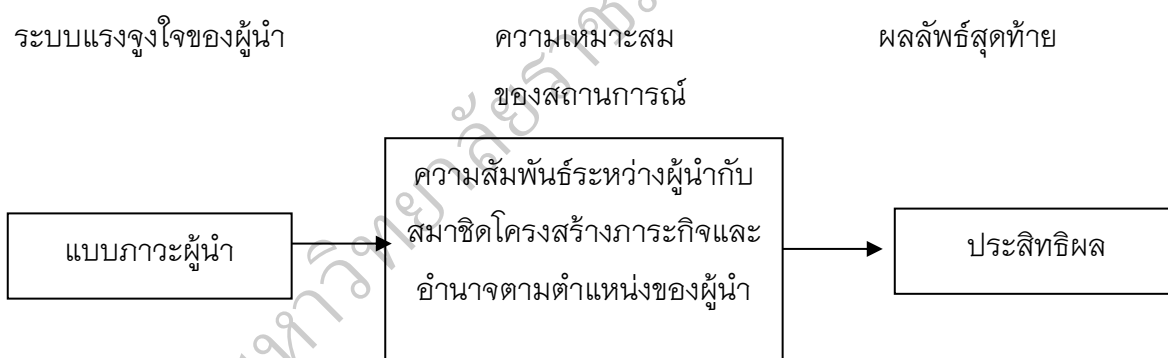 ระบบแรงจูงใจของผู้นำ
ความเหมาะสม
ของสถานการณ์
ผลลัพธ์สุดท้าย
แบบภาวะผู้นำ
ความสัมพันธ์ระหว่างผู้นำกับ
สมาชิดโครงสร้างภาระกิจและ
อำนาจตามตำแหน่งของผู้นำ
ประสิทธิผล